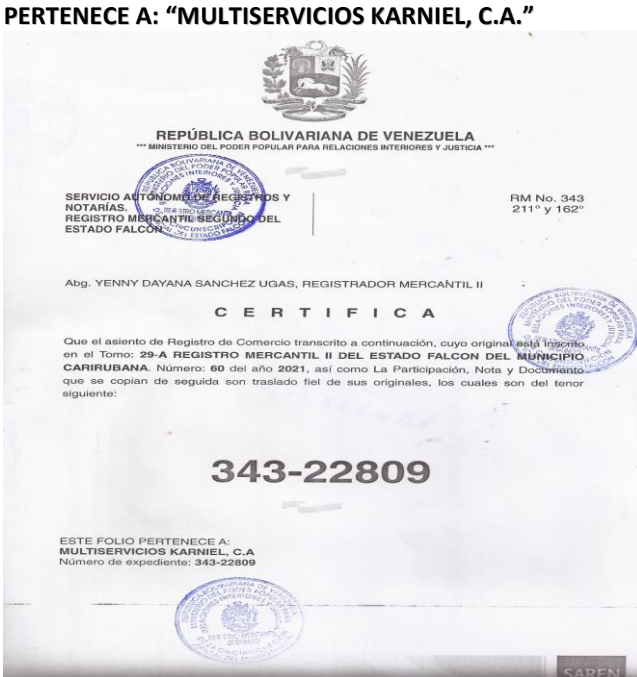 PERTENECE A: “MULTISERVICIOS KARNIEL, C.A.”
REPÚBLICA BOLIVARIANA DE VENEZUELA
*** MINISTERIO DEL PODER POPULAR PARA RELACIONES INTERIORES Y JUSTICIA ***
SERVICIO AUTÓNOMO DE REGISTROS Y
NOTARÍAS.
REGISTRO MERCANTIL SEGUNDO DEL
ESTADO FALCÓN
RM No. 343
211º y 162º
Abg. YENNY DAYANA SANCHEZ UGAS, REGISTRADOR MERCANTIL II
C E R T I F I C A
Que el asiento de Registro de Comercio transcrito a continuación, cuyo original está inscrito
en el Tomo: 29-A REGISTRO MERCANTIL II DEL ESTADO FALCON DEL MUNICIPIO
CARIRUBANA. Número: 60 del año 2021, así como La Participación, Nota y Documento
que se copian de seguida son traslado fiel de sus originales, los cuales son del tenor
siguiente:
343-22809
ESTE FOLIO PERTENECE A:
MULTISERVICIOS KARNIEL, C.A
Número de expediente: 343-22809
SAREN